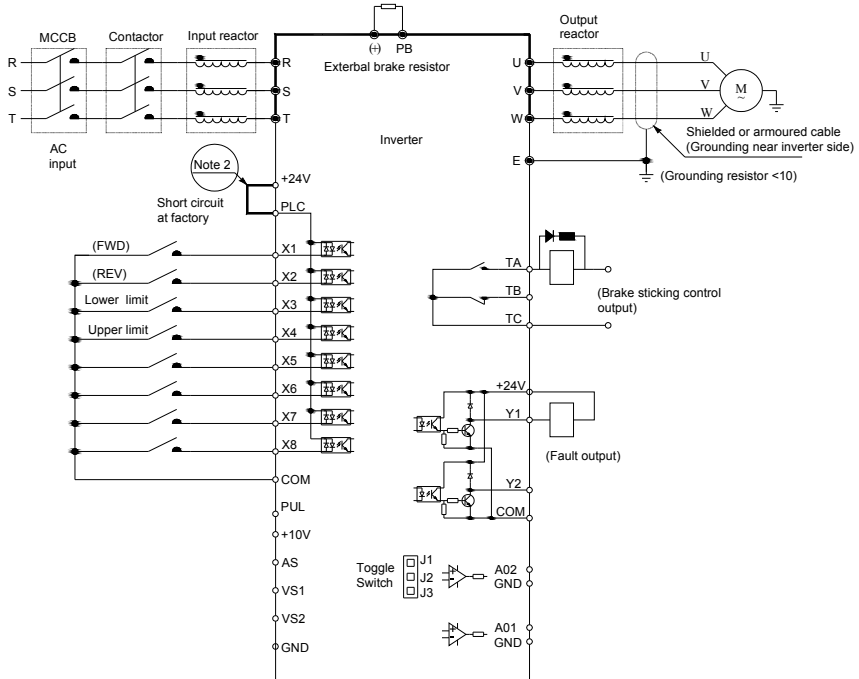 MCCB
Contactor
Input reactor
(+) PB
Exterbal brake resistor
Output
reactor
R
R
S
S
T
T
AC
input
U
V
W
U
V
W
M
~
Shielded or armoured cable
(Grounding near inverter side)
Inverter
E
(Grounding resistor <10)
Note 2
+24V
PLC
Short circuit
at factory
(FWD)
X1
(REV)
X2
Lower limit
X3
Upper limit
X4
X5
X6
X7
X8
COM
PUL
+10V
AS
VS1
VS2
GND
TA
TB
TC
(Brake sticking control
output)
+24V
Y1
(Fault output)
Y2
COM
Toggle
Switch
J1
J2
J3
A02
GND
A01
GND